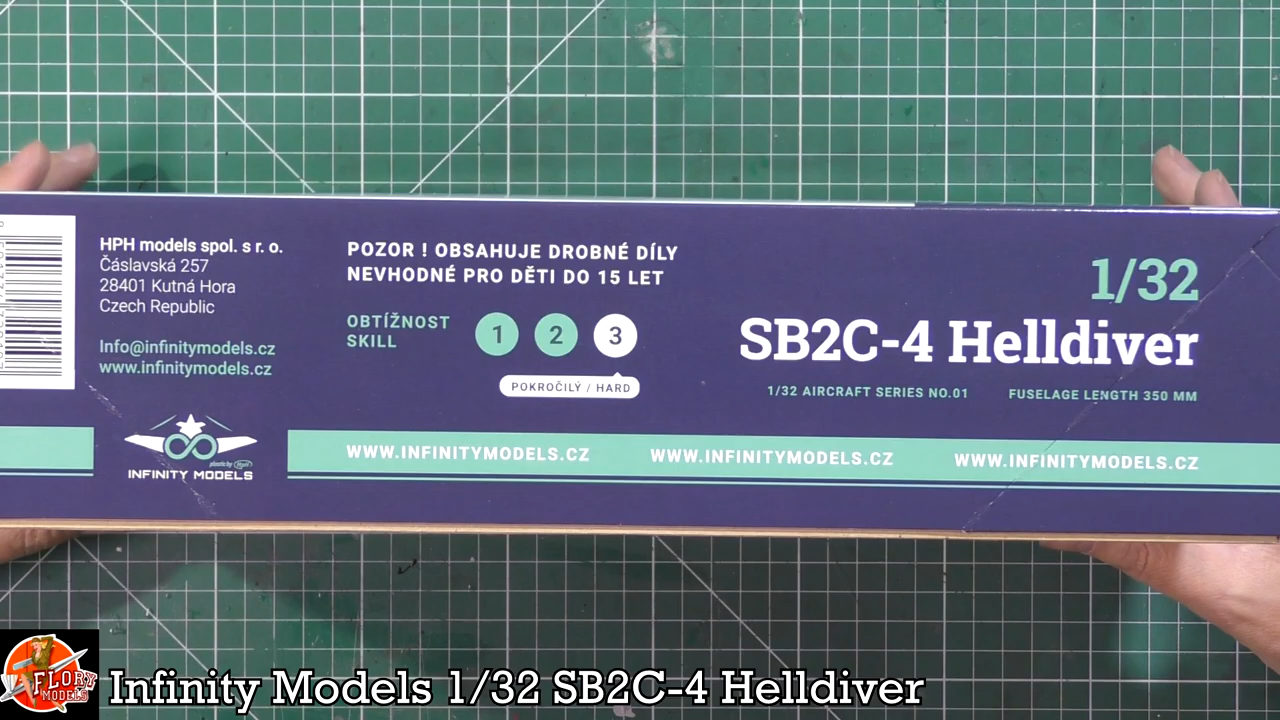 HPH models spol. s r. o.
Čáslavská 257
28401 Kutná Hora
Czech Republic
Info@infinitymodels.cz
www.infinitymodels.cz
INFINITY MODELS
POZOR ! OBSAHUJE DROBNÉ DÍLY
NEVHODNÉ PRO DĚTI DO 15 LET
OBTÍŽNOST
SKILL
1 2 3
POKROČILÝ / HARD
1/32
SB2C-4 Helldiver
1/32 AIRCRAFT SERIES NO.01 FUSELAGE LENGTH 350 MM
WWW.INFINITYMODELS.CZ WWW.INFINITYMODELS.CZ WWW.INFINITYMODELS.CZ
FLORY
MODELS
Infinity Models 1/32 SB2C-4 Helldiver